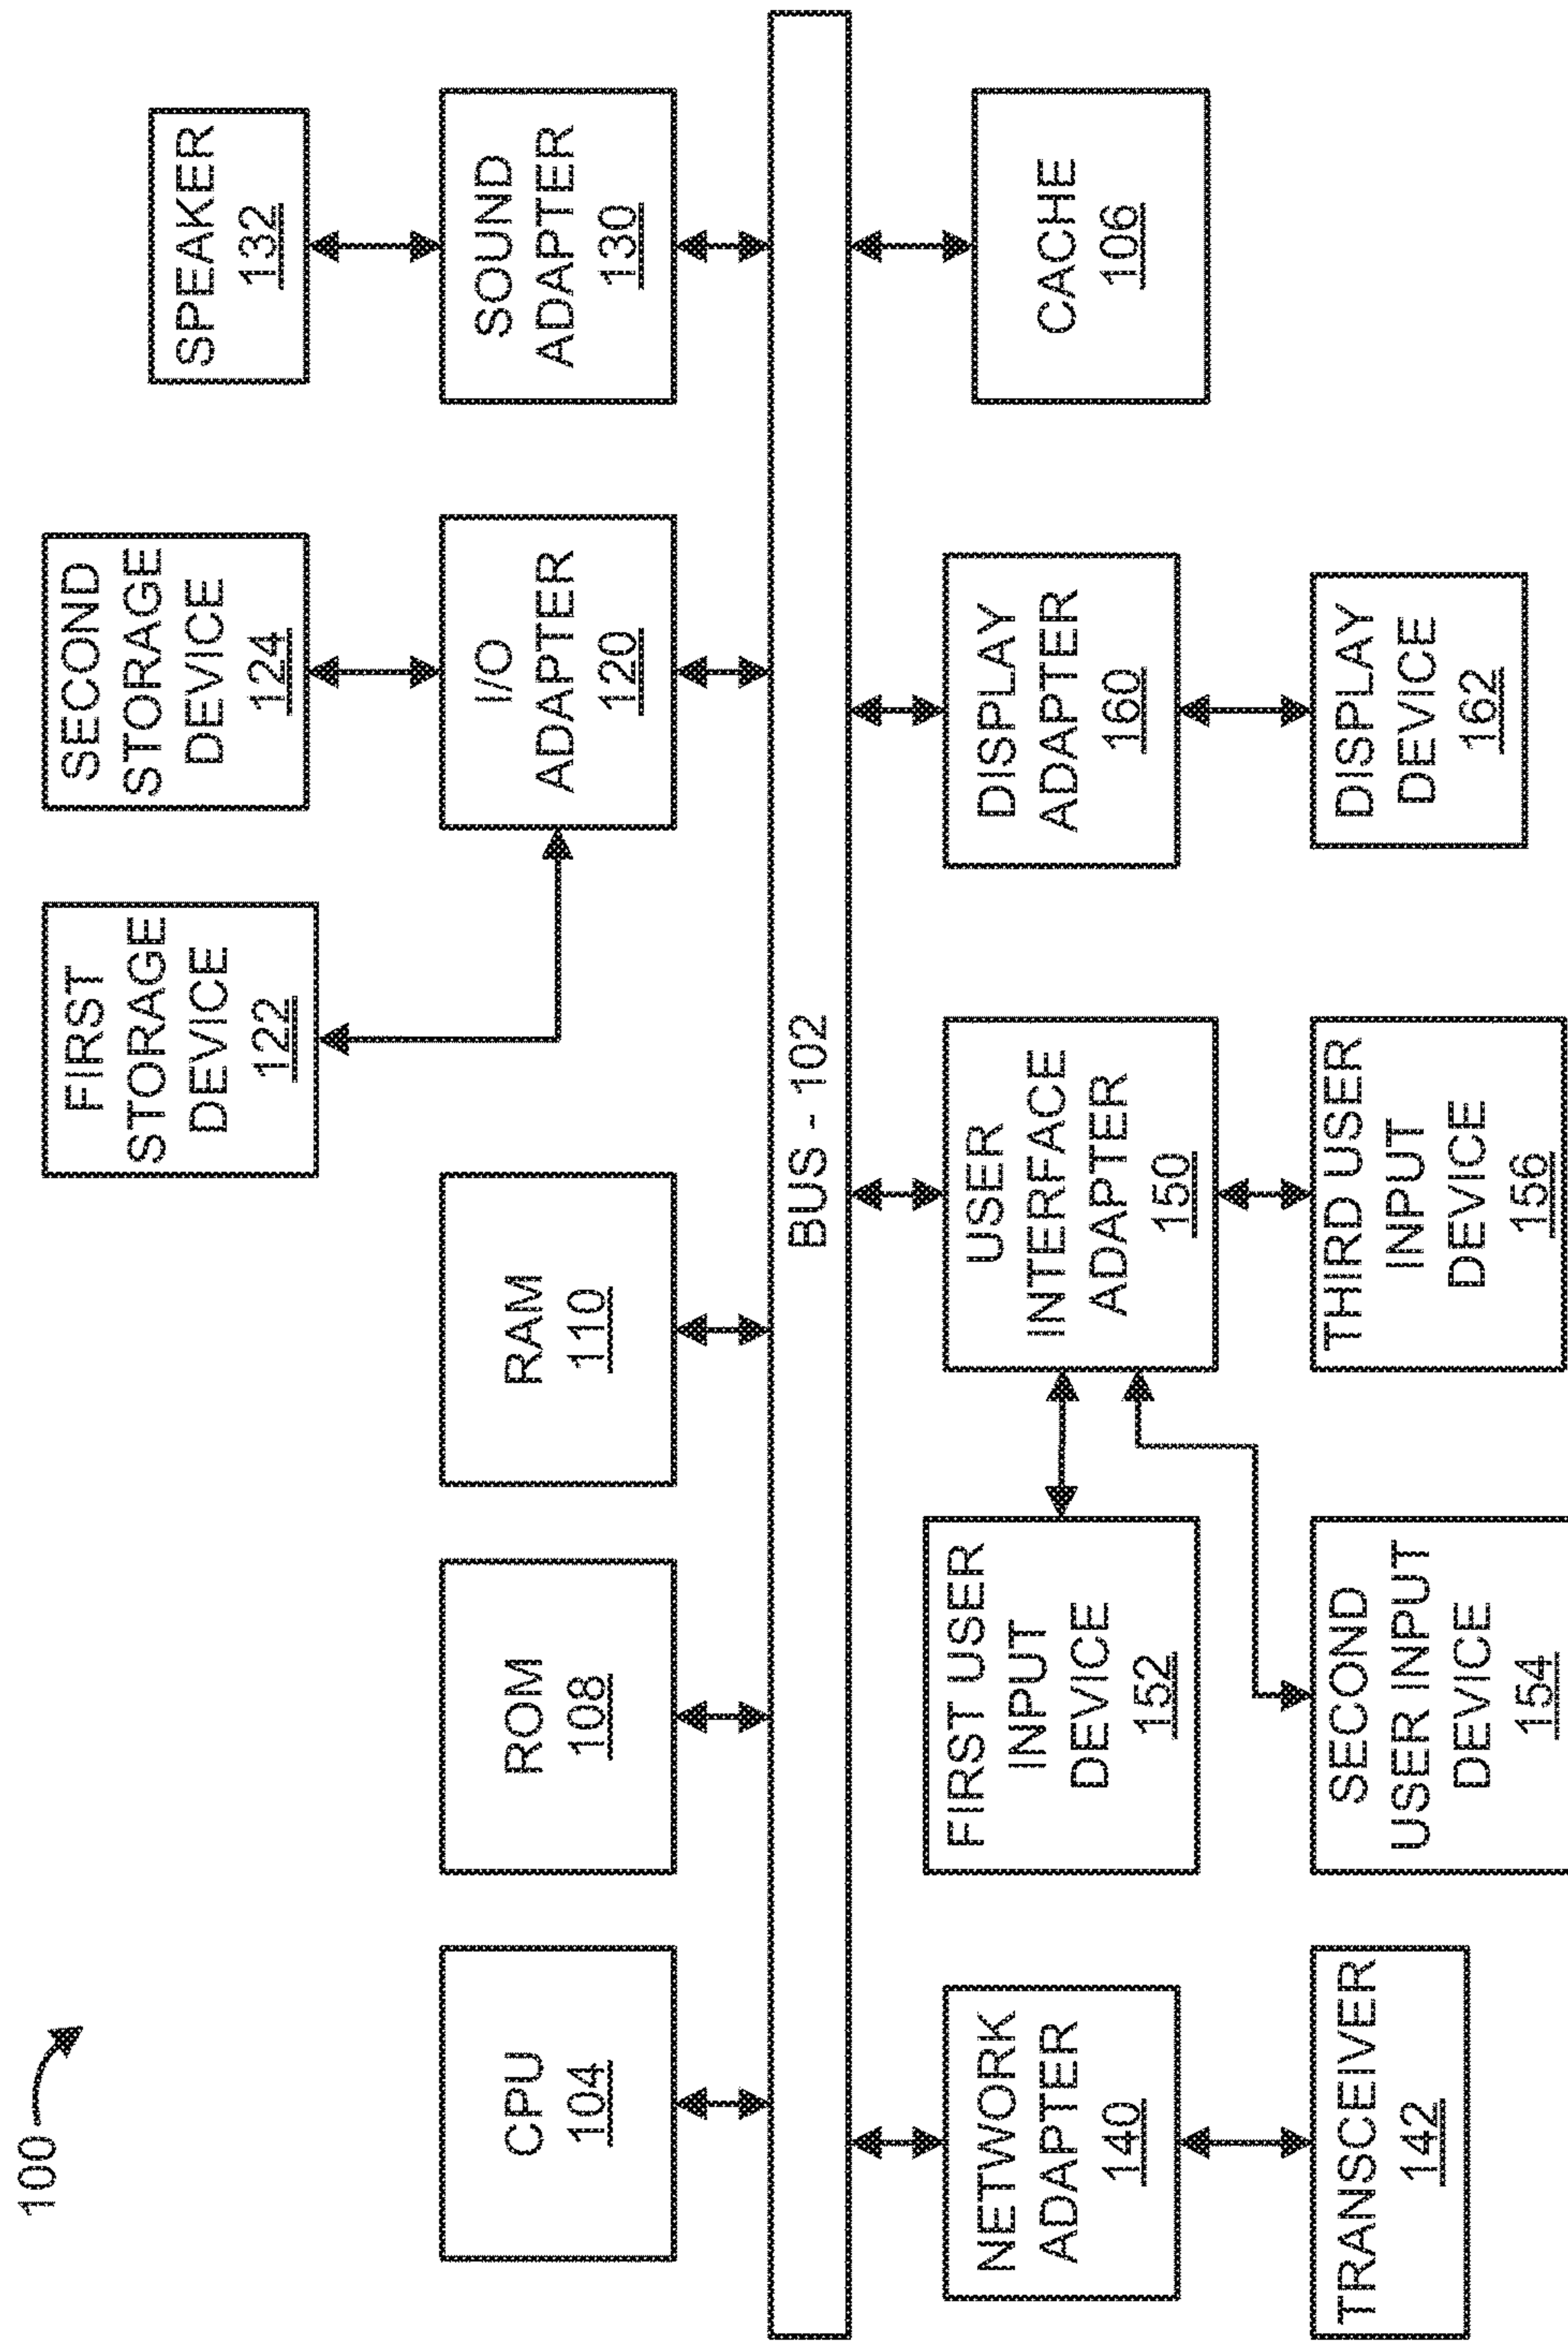 100
CPU
104
ROM
108
RAM
110
FIRST
STORAGE
DEVICE
122
SECOND
STORAGE
DEVICE
124
I/O
ADAPTER
120
SPEAKER
132
SOUND
ADAPTER
130
BUS - 102
NETWORK
ADAPTER
140
TRANSCEIVER
142
FIRST USER
INPUT
DEVICE
152
SECOND
USER INPUT
DEVICE
154
USER
INTERFACE
ADAPTER
150
THIRD USER
INPUT
DEVICE
156
DISPLAY
ADAPTER
160
DISPLAY
DEVICE
162
CACHE
106